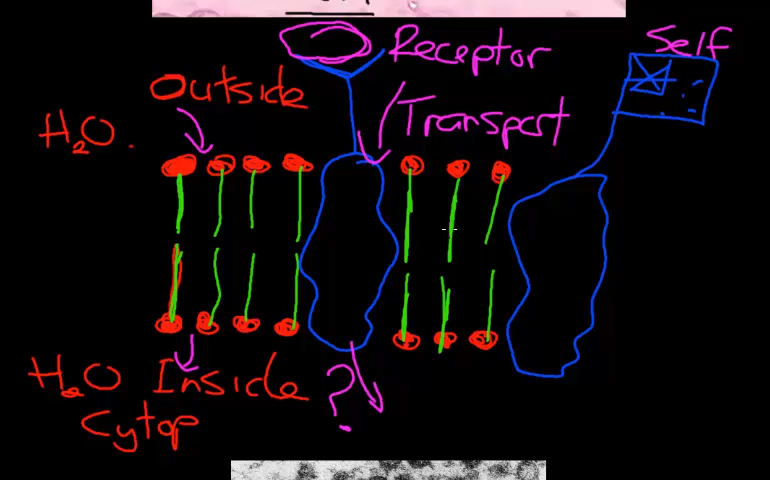 Self
Receptor
Outside
Transport
H₂O.
H₂O Inside
Cytop
?